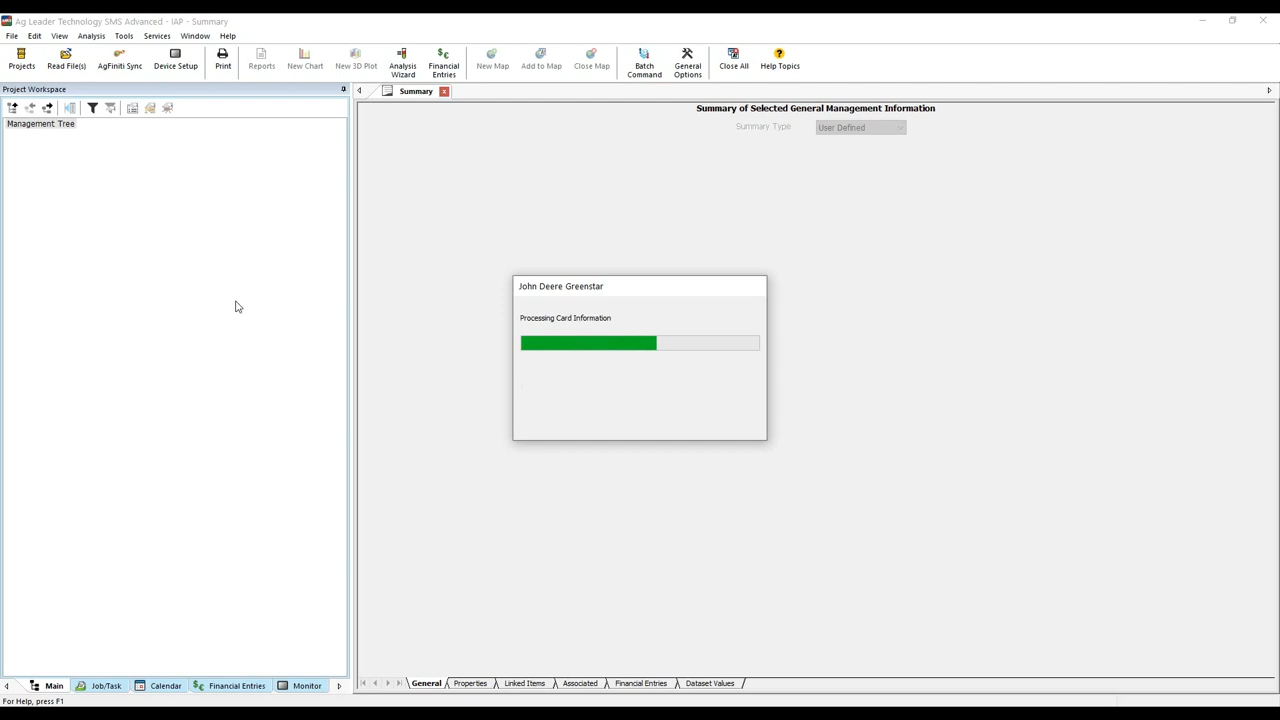 Ag Leader Technology SMS Advanced - IAP - Summary
File Edit View Analysis Tools Services Window Help
Projects Read File(s) AgFiniti Sync Device Setup Print Reports New Chart New 3D Plot Analysis Wizard Financial Entries New Map Add to Map Close Map Batch Command General Options Close All Help Topics
Project Workspace
Summary
Management Tree
Summary of Selected General Management Information
Summary Type User Defined
John Deere Greenstar
Processing Card Information
Main Job/Task Calendar Financial Entries Monitor
General Properties Linked Items Associated Financial Entries Dataset Values
For Help, press F1